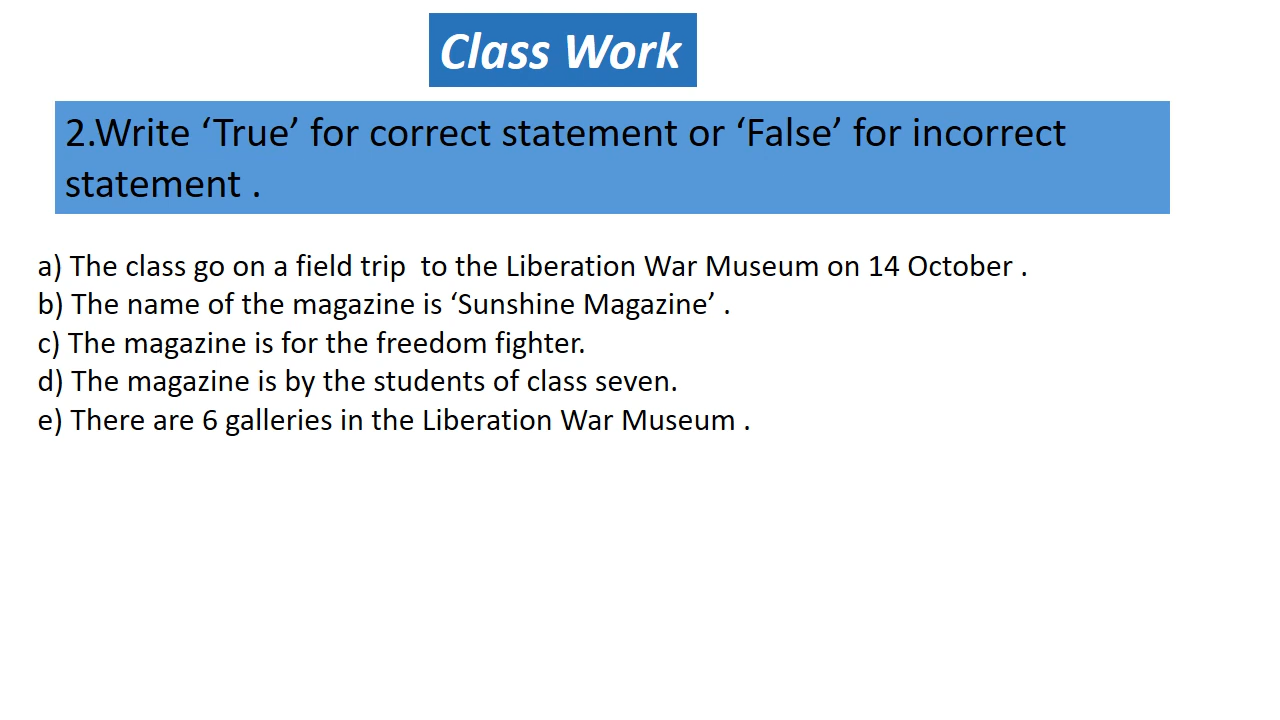 Class Work
2.Write ‘True’ for correct statement or ‘False’ for incorrect
statement .
a) The class go on a field trip  to the Liberation War Museum on 14 October .
b) The name of the magazine is ‘Sunshine Magazine’ .
c) The magazine is for the freedom fighter.
d) The magazine is by the students of class seven.
e) There are 6 galleries in the Liberation War Museum .